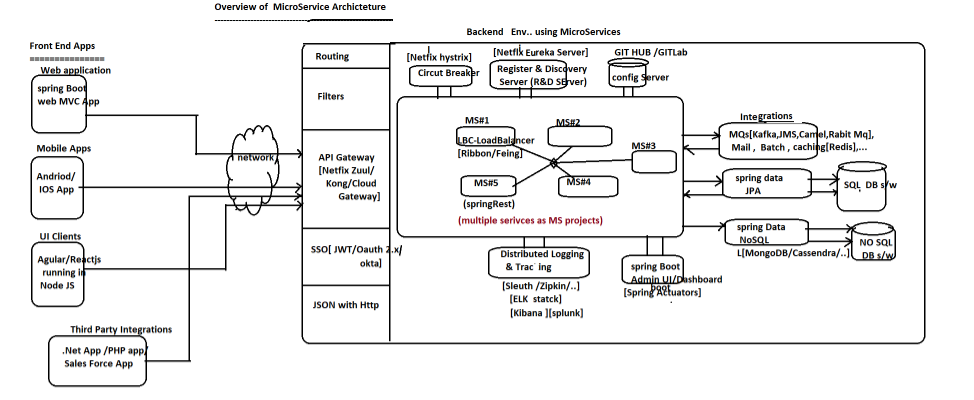 Overview of MicroService Archicteture
Backend Env.. using MicroServices
Front End Apps
===============
Web application
spring Boot
web MVC App
Mobile Apps
Andriod/
IOS App
UI Clients
Agular/Reactjs
running in
Node JS
Third Party Integrations
.Net App /PHP app/
Sales Force App
network
Routing
Filters
API Gateway
[Netfix Zuul/
Kong/Cloud
Gateway]
SSO[ JWT/Oauth 2.x/
okta]
JSON with Http
[Netfix hystrix]
Circut Breaker
[Netflix Eureka Server]
Register & Discovery
Server (R&D SErver)
GIT HUB /GITLab
config Server
MS#1
LBC-LoadBalancer
[Ribbon/Feing]
MS#2
MS#3
MS#5
(springRest)
MS#4
(multiple serivces as MS projects)
Integrations
MQs[Kafka,JMS,Camel,Rabit Mq],
Mail , Batch , caching[Redis],...
spring data
JPA
SQL DB s/w
spring Data
NoSQL
L[MongoDB/Cassendra/..]
NO SQL
DB s/w
Distributed Logging
& Trac ing
[Sleuth /Zipkin/..]
[ELK statck]
[Kibana ][splunk]
spring Boot
Admin UI/Dashboard
boot
[Spring Actuators]